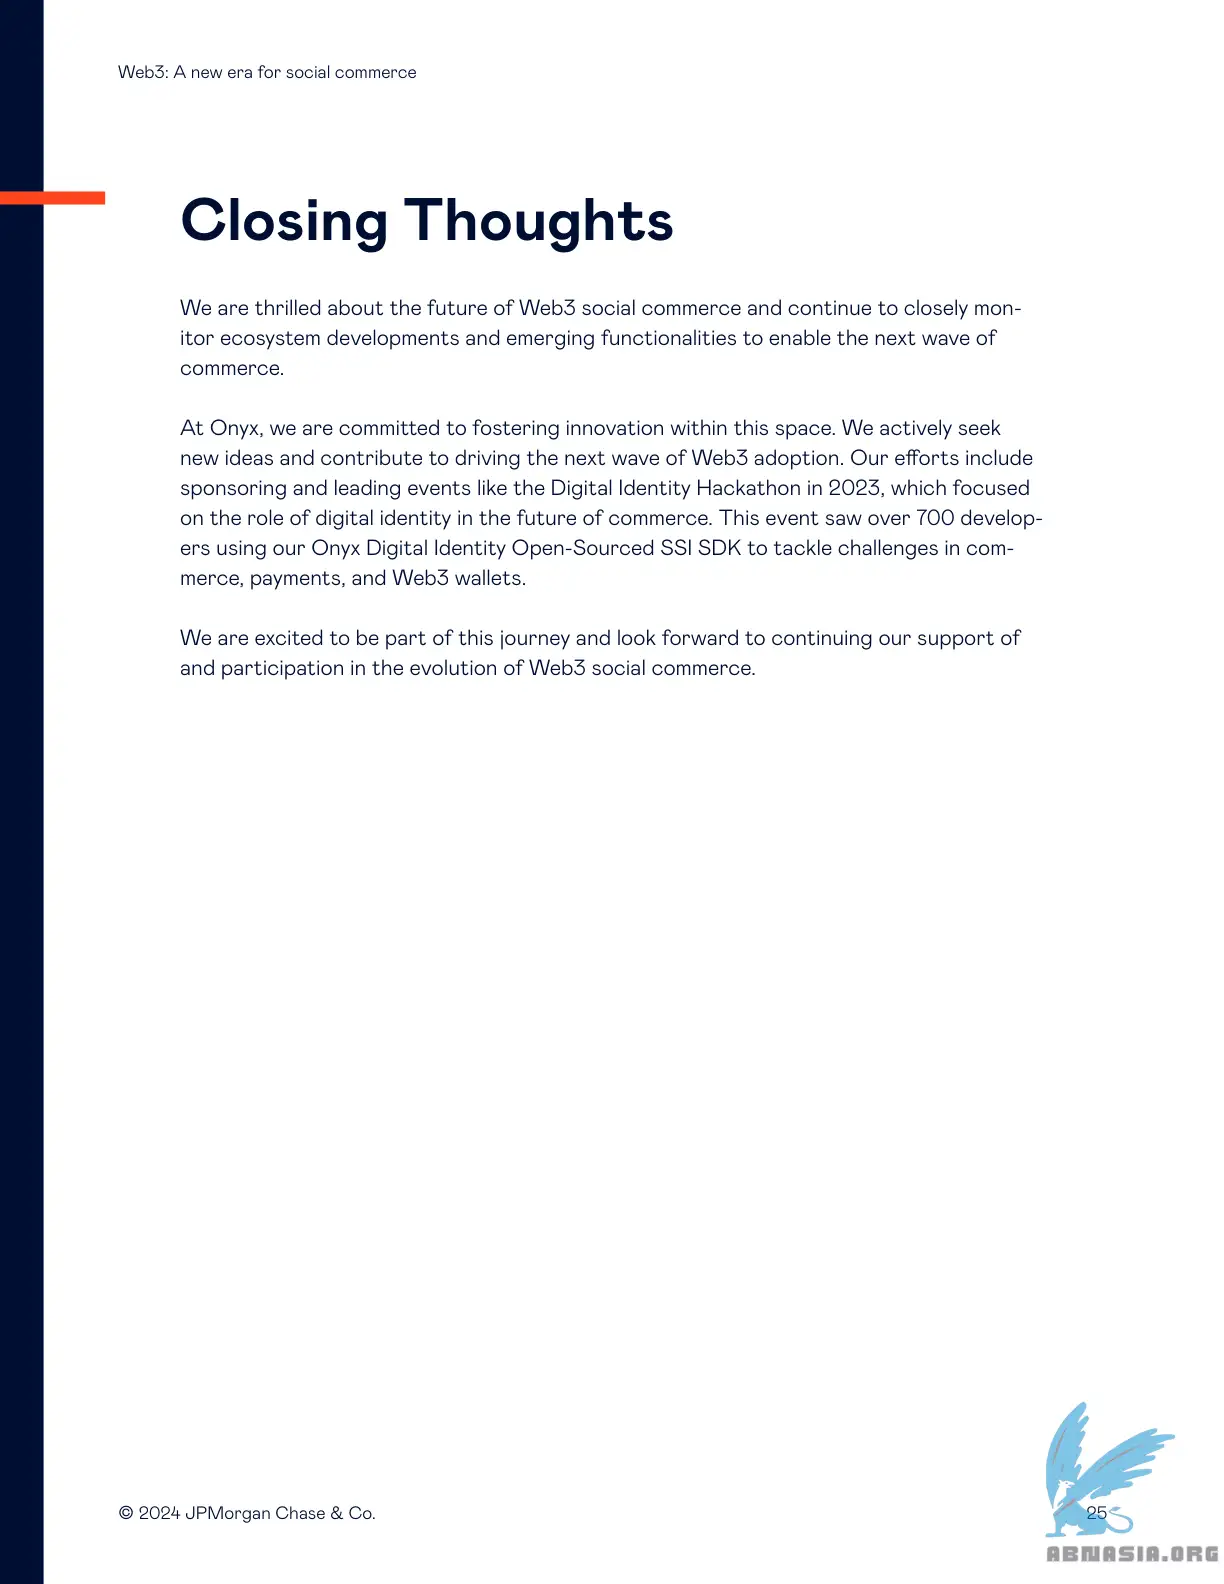 Web3: A new era for social commerce
Closing Thoughts
We are thrilled about the future of Web3 social commerce and continue to closely mon-
itor ecosystem developments and emerging functionalities to enable the next wave of
commerce.
At Onyx, we are committed to fostering innovation within this space. We actively seek
new ideas and contribute to driving the next wave of Web3 adoption. Our efforts include
sponsoring and leading events like the Digital Identity Hackathon in 2023, which focused
on the role of digital identity in the future of commerce. This event saw over 700 develop-
ers using our Onyx Digital Identity Open-Sourced SSI SDK to tackle challenges in com-
merce, payments, and Web3 wallets.
We are excited to be part of this journey and look forward to continuing our support of
and participation in the evolution of Web3 social commerce.
© 2024 JPMorgan Chase & Co.
25
ABNASIA.ORG